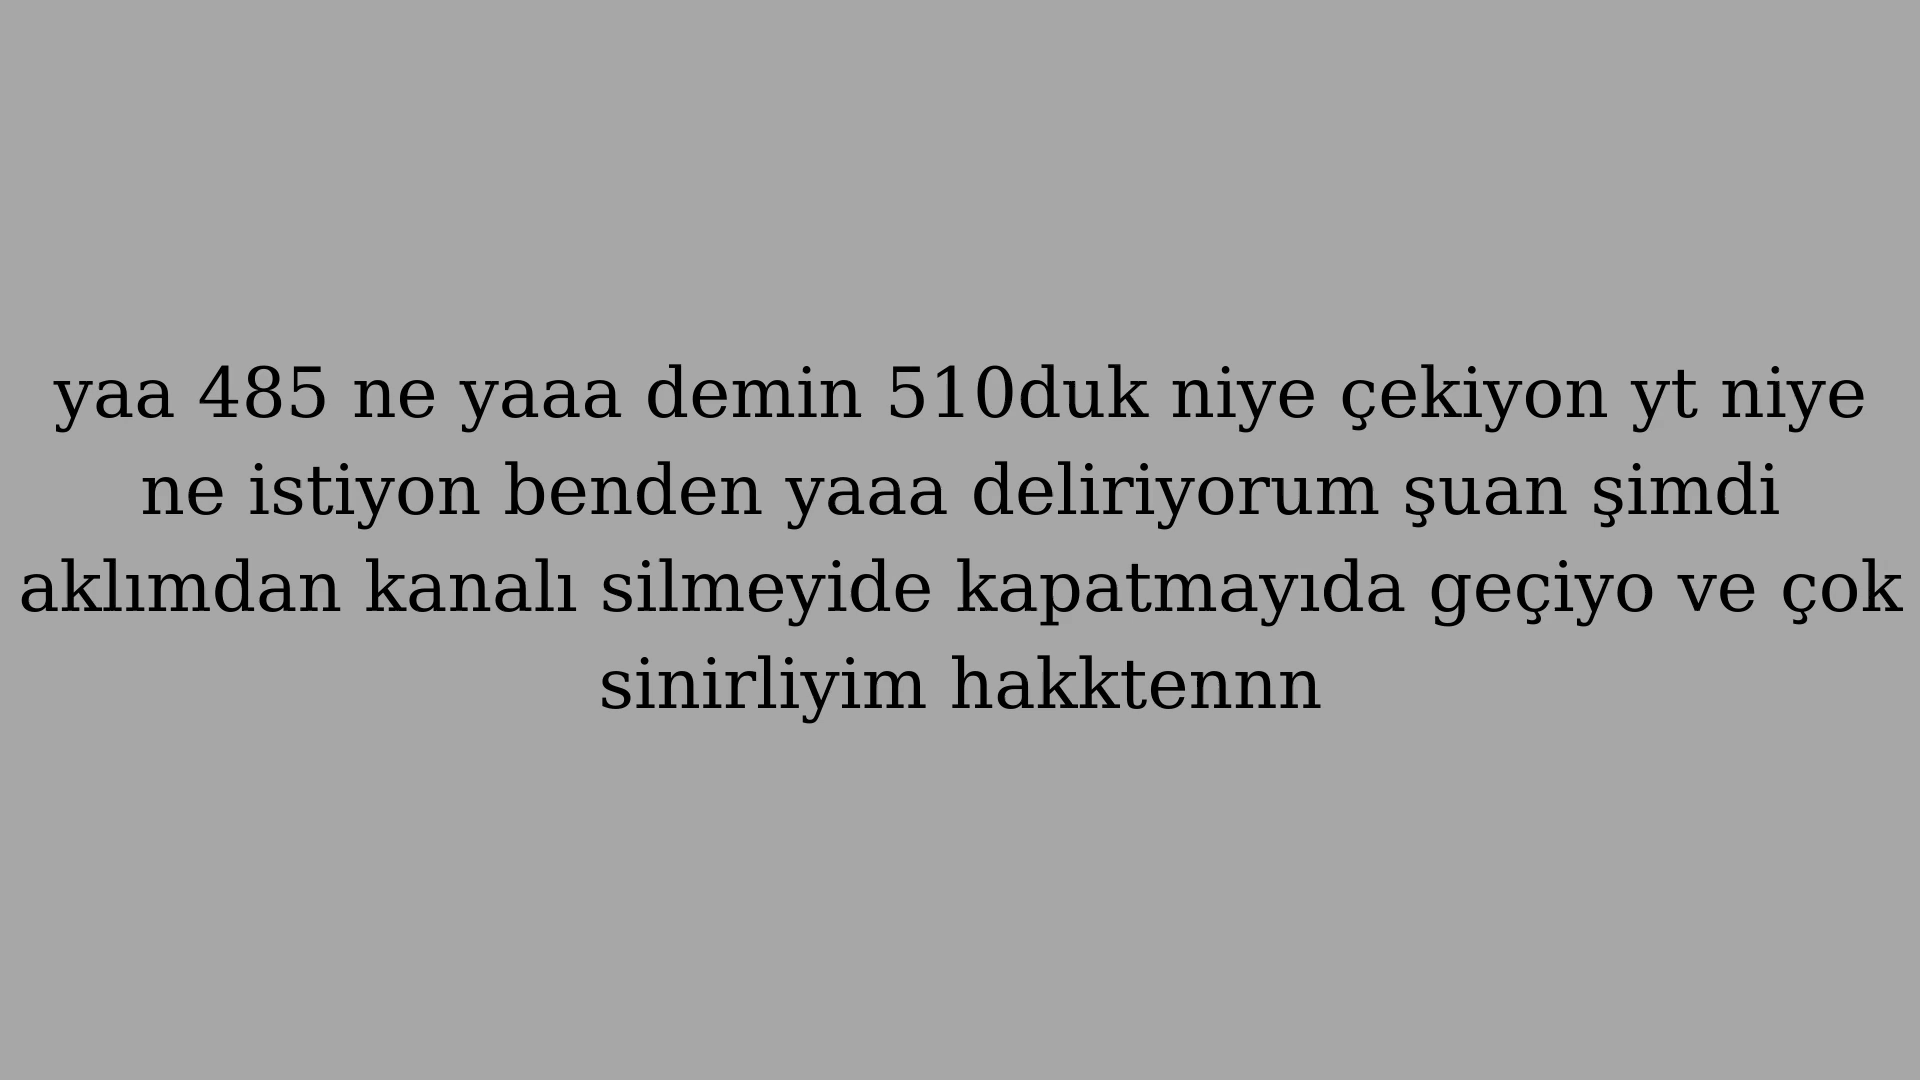 yaa 485 ne yaaa demin 510duk niye çekiyon yt niye
ne istiyon benden yaaa deliriyorum şuan şimdi
aklımdan kanalı silmeyide kapatmayıda geçiyo ve çok
sinirliyim hakktennn